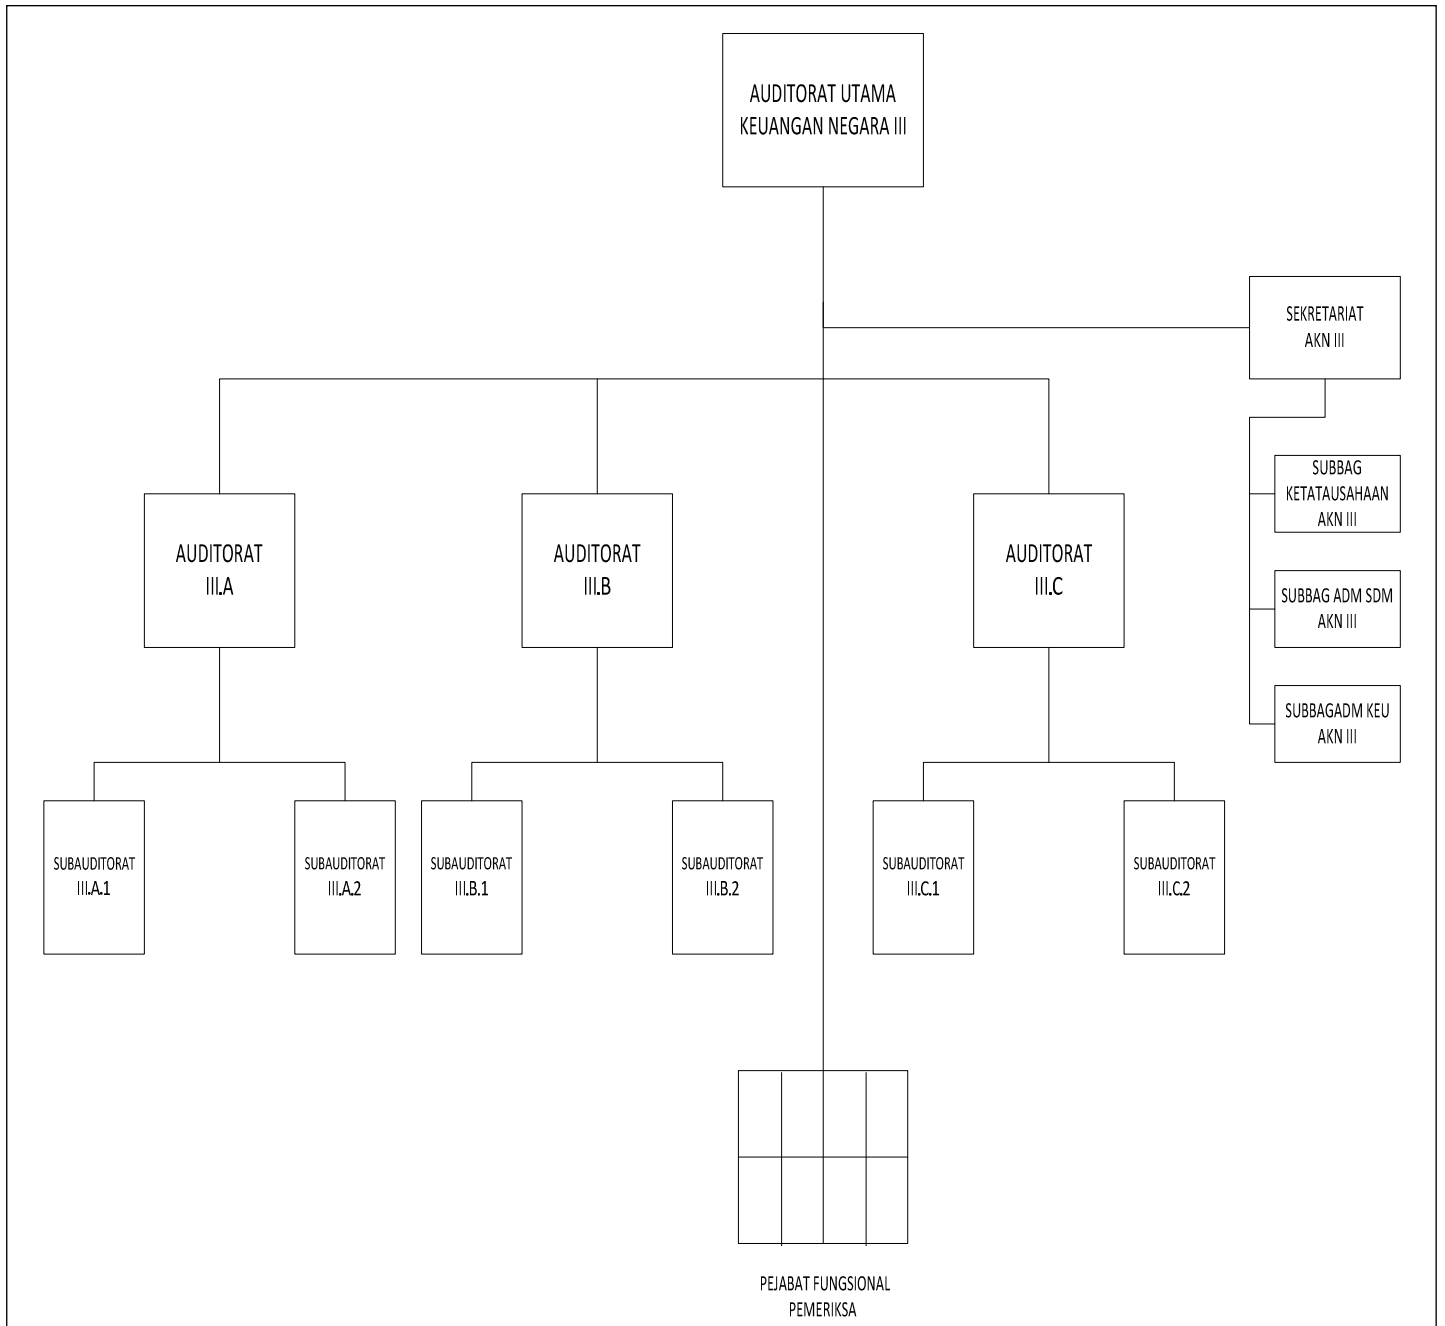 AUDITORAT UTAMA
KEUANGAN NEGARA III
SEKRETARIAT
AKN III
SUBBAG
KETATAUSAHAAN
AKN III
SUBBAG ADM SDM
AKN III
SUBBAGADM KEU
AKN III
AUDITORAT
III.A
AUDITORAT
III.B
AUDITORAT
III.C
SUBAUDITORAT
III.A.1
SUBAUDITORAT
III.A.2
SUBAUDITORAT
III.B.1
SUBAUDITORAT
III.B.2
SUBAUDITORAT
III.C.1
SUBAUDITORAT
III.C.2
PEJABAT FUNGSIONAL
PEMERIKSA